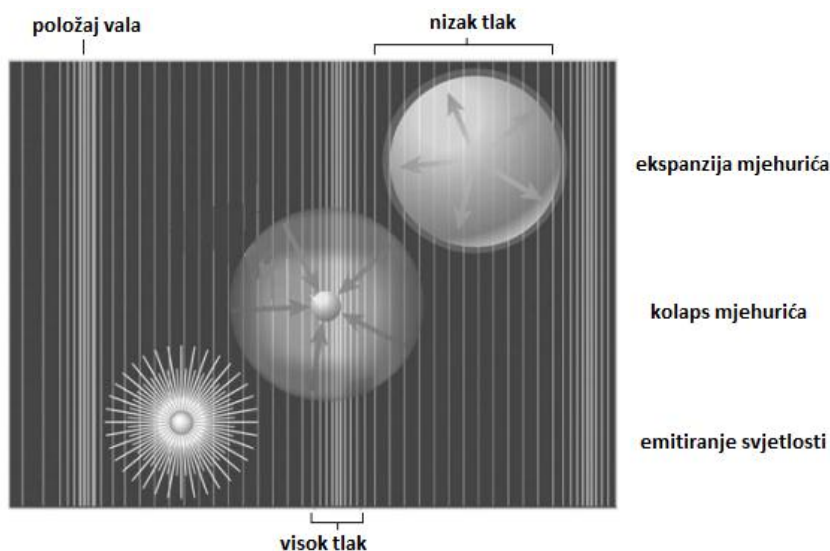 položaj vala
nizak tlak
ekspanzija mjehurića
kolaps mjehurića
emitiranje svjetlosti
visok tlak